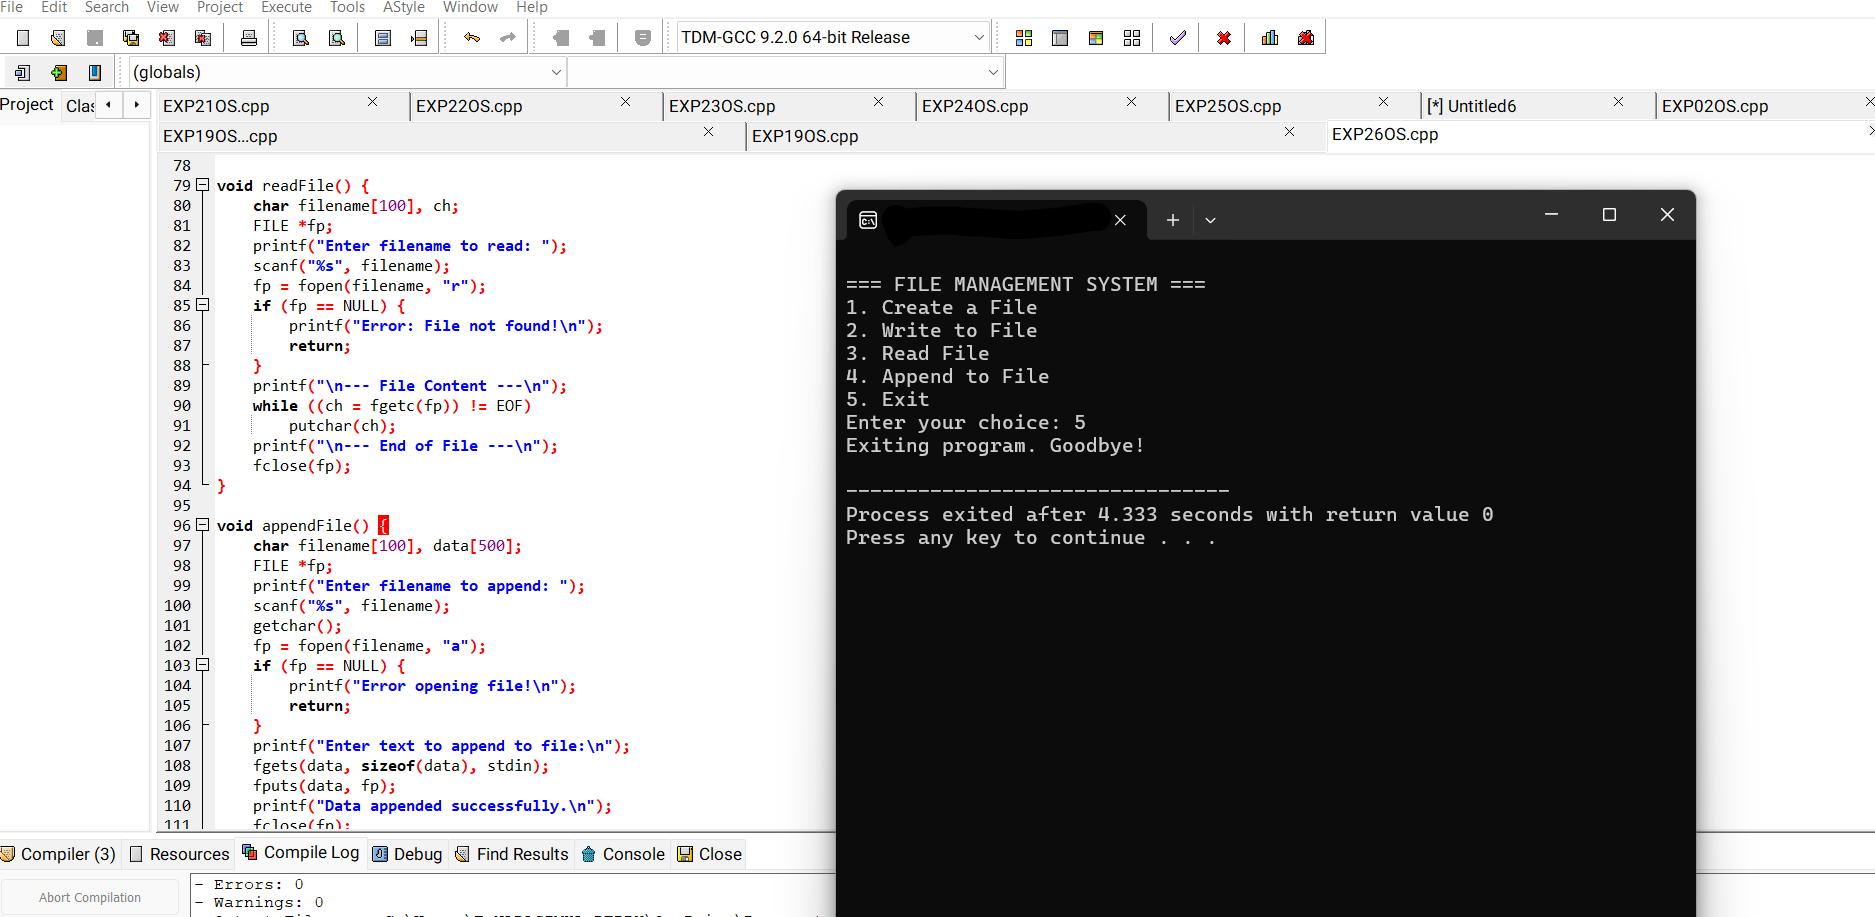 File Edit Search View Project Execute Tools AStyle Window Help
TDM-GCC 9.2.0 64-bit Release
(globals)
Project Clas
EXP21OS.cpp EXP22OS.cpp EXP23OS.cpp EXP24OS.cpp EXP25OS.cpp [*] Untitled6 EXP02OS.cpp
EXP19OS...cpp EXP19OS.cpp EXP26OS.cpp
78
79 void readFile() {
80 char filename[100], ch;
81 FILE *fp;
82 printf("Enter filename to read: ");
83 scanf("%s", filename);
84 fp = fopen(filename, "r");
85 if (fp == NULL) {
86 printf("Error: File not found!\n");
87 return;
88 }
89 printf("\n--- File Content ---\n");
90 while ((ch = fgetc(fp)) != EOF)
91 putchar(ch);
92 printf("\n--- End of File ---\n");
93 fclose(fp);
94 }
95
96 void appendFile() {
97 char filename[100], data[500];
98 FILE *fp;
99 printf("Enter filename to append: ");
100 scanf("%s", filename);
101 getchar();
102 fp = fopen(filename, "a");
103 if (fp == NULL) {
104 printf("Error opening file!\n");
105 return;
106 }
107 printf("Enter text to append to file:\n");
108 fgets(data, sizeof(data), stdin);
109 fputs(data, fp);
110 printf("Data appended successfully.\n");
111 fclose(fp);
=== FILE MANAGEMENT SYSTEM ===
1. Create a File
2. Write to File
3. Read File
4. Append to File
5. Exit
Enter your choice: 5
Exiting program. Goodbye!
--------------------------------
Process exited after 4.333 seconds with return value 0
Press any key to continue . . .
Compiler (3) Resources Compile Log Debug Find Results Console Close
Abort Compilation
- Errors: 0
- Warnings: 0